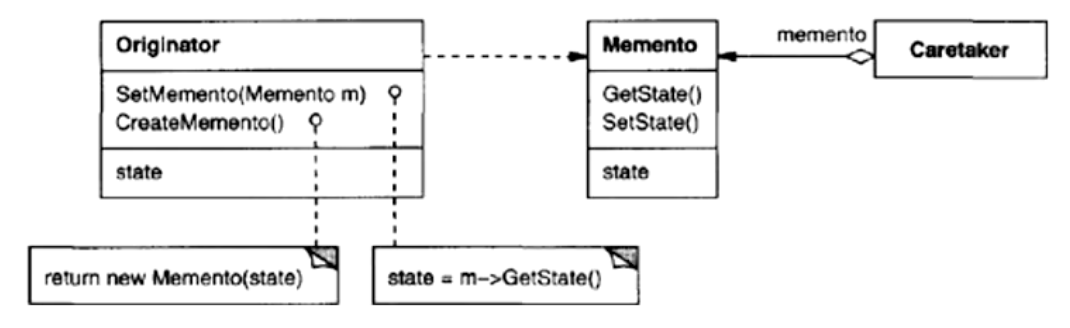 Originator
SetMemento(Memento m)
CreateMemento()
state
return new Memento(state)
state = m->GetState()
Memento
GetState()
SetState()
state
memento
Caretaker